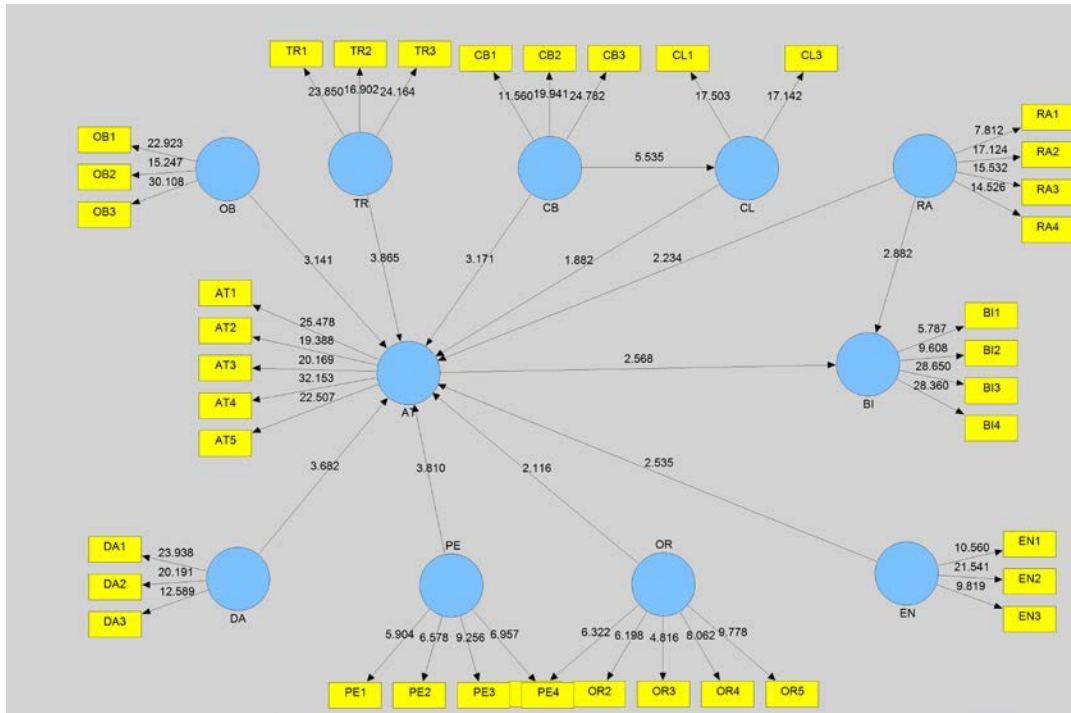 TR1 TR2 TR3 CB1 CB2 CB3 CL1 CL3
23.850 16.902 24.164 11.560 19.941 24.782 17.503 17.142
RA1
7.812
RA2
17.124
RA3
15.532
RA4
14.526
OB1
22.923
OB2
15.247
OB3
30.108
OB TR CB CL RA
5.535
3.141 3.865 3.171 1.882 2.234 2.882
AT1
25.478
AT2
19.388
AT3
20.169
AT4
32.153
AT5
22.507
AT
2.568
BI
BI1
5.787
BI2
9.608
BI3
28.650
BI4
28.360
3.682 3.810 2.116 2.535
DA1
23.938
DA2
20.191
DA3
12.589
DA PE OR EN
EN1
10.560
EN2
21.541
EN3
9.819
5.904 6.578 9.256 6.957 6.322 6.198 4.816 8.062 9.778
PE1 PE2 PE3 PE4 OR2 OR3 OR4 OR5